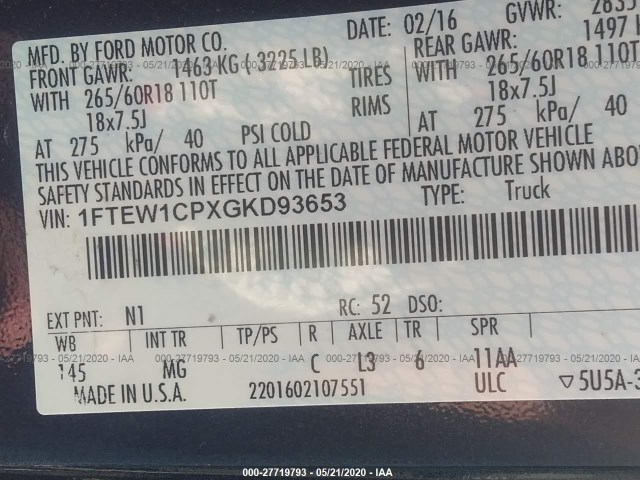 MFD. BY FORD MOTOR CO.
DATE: 02/16
GVWR:
FRONT GAWR: 1463 KG ( 3225 LB)
REAR GAWR: 1497
WITH 265/60R18 110T TIRES
WITH 265/60R18 110T
18x7.5J RIMS
18x7.5J
AT 275 kPa/ 40 PSI COLD
AT 275 kPa/ 40
THIS VEHICLE CONFORMS TO ALL APPLICABLE FEDERAL MOTOR VEHICLE
SAFETY STANDARDS IN EFFECT ON THE DATE OF MANUFACTURE SHOWN
VIN: 1FTEW1CPXGKD93653
TYPE: Truck
EXT PNT: N1 RC: 52 DSO:
WB INT TR TP/PS R AXLE TR SPR
145 MG C L3 6 11AA
MADE IN U.S.A. 2201602107551 ULC ▽5U5A-3
000-27719793 - 05/21/2020 - IAA